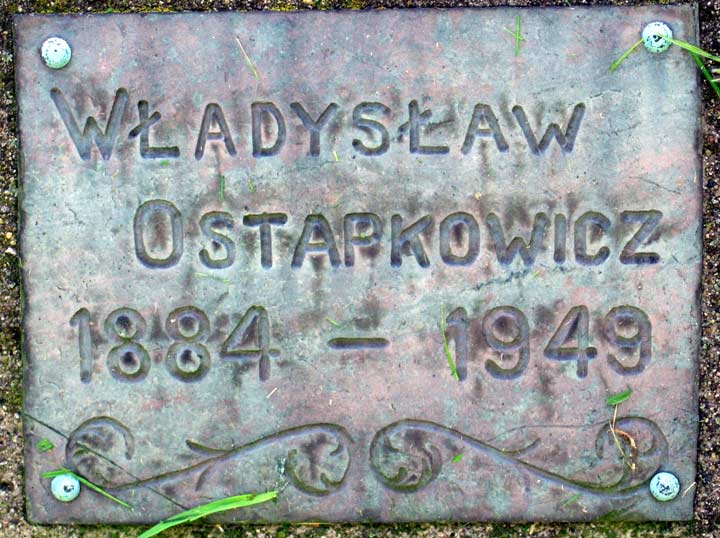 WŁADYSŁAW
OSTAPKOWICZ
1884 - 1949